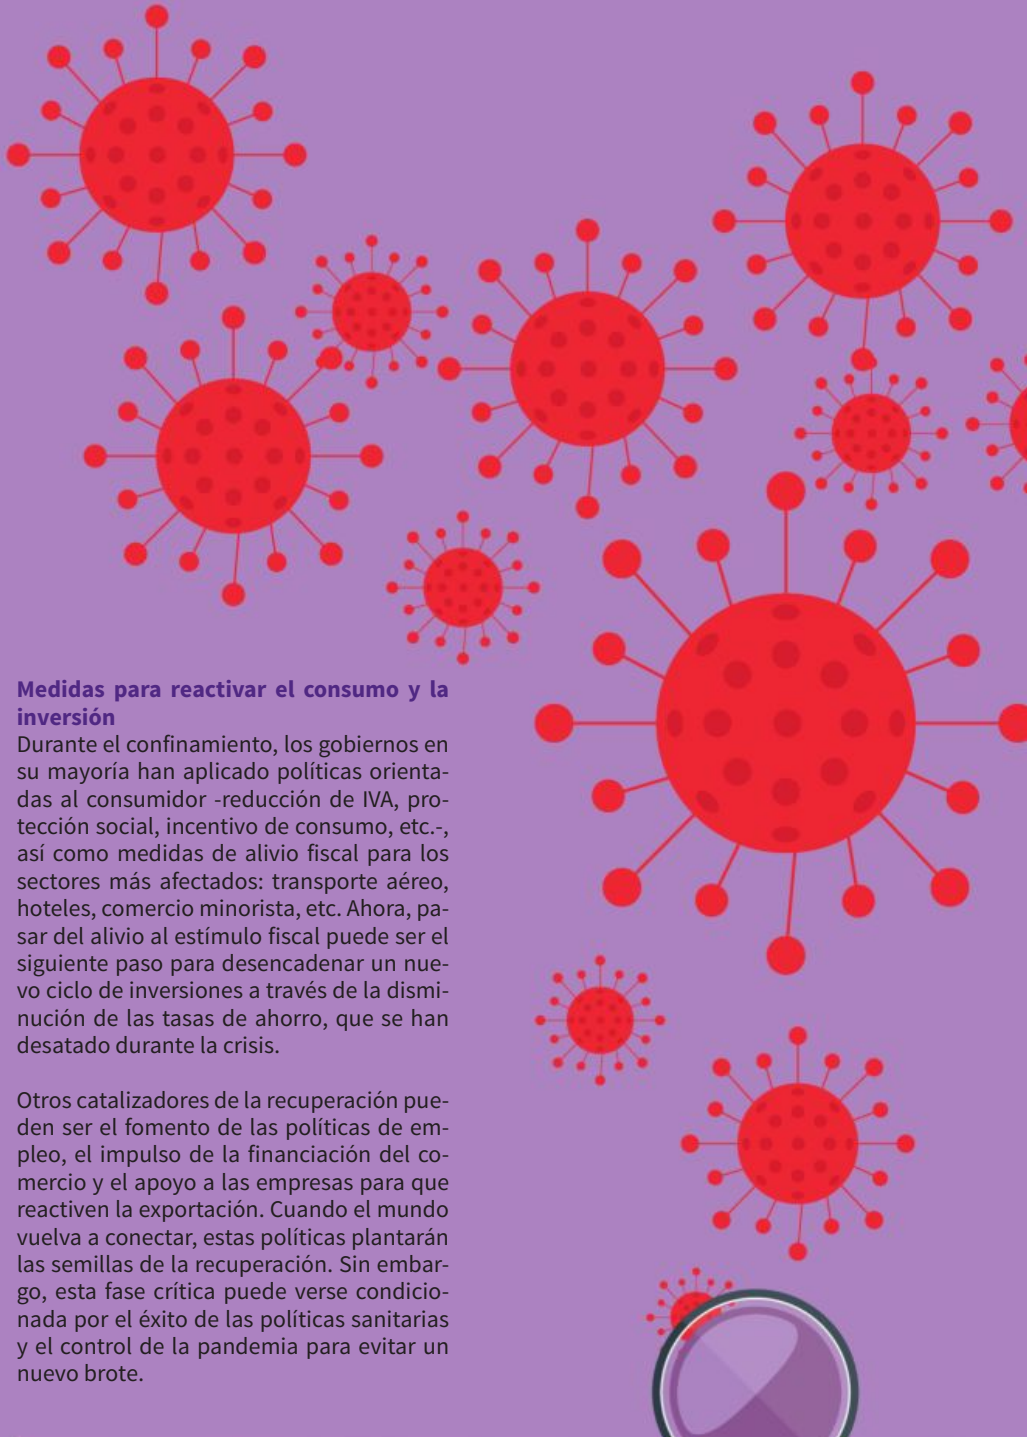 Medidas para reactivar el consumo y la
inversión
Durante el confinamiento, los gobiernos en
su mayoría han aplicado políticas orienta-
das al consumidor -reducción de IVA, pro-
tección social, incentivo de consumo, etc.-,
así como medidas de alivio fiscal para los
sectores más afectados: transporte aéreo,
hoteles, comercio minorista, etc. Ahora, pa-
sar del alivio al estímulo fiscal puede ser el
siguiente paso para desencadenar un nue-
vo ciclo de inversiones a través de la dismi-
nución de las tasas de ahorro, que se han
desatado durante la crisis.
Otros catalizadores de la recuperación pue-
den ser el fomento de las políticas de em-
pleo, el impulso de la financiación del co-
mercio y el apoyo a las empresas para que
reactiven la exportación. Cuando el mundo
vuelva a conectar, estas políticas plantarán
las semillas de la recuperación. Sin embar-
go, esta fase crítica puede verse condicio-
nada por el éxito de las políticas sanitarias
y el control de la pandemia para evitar un
nuevo brote.